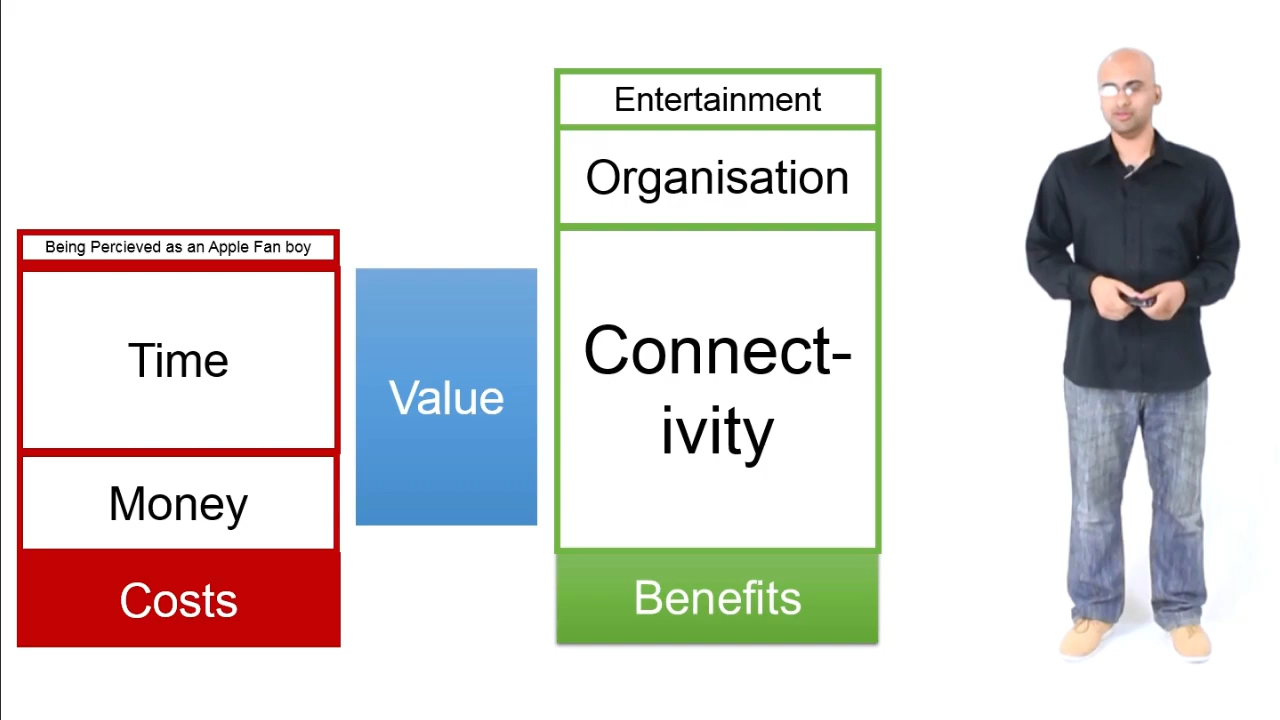 Being Percieved as an Apple Fan boy
Time
Money
Costs
Value
Entertainment
Organisation
Connect-
ivity
Benefits